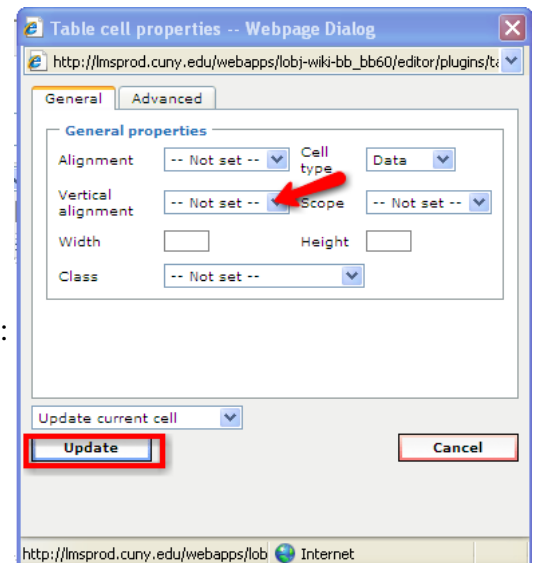 Table cell properties -- Webpage Dialog
http://lmsprod.cuny.edu/webapps/lobj-wiki-bb_bb60/editor/plugins/ta
General Advanced
General properties
Alignment -- Not set -- Cell type Data
Vertical alignment -- Not set -- Scope -- Not set --
Width Height
Class -- Not set --
:
Update current cell
Update Cancel
http://lmsprod.cuny.edu/webapps/lob Internet